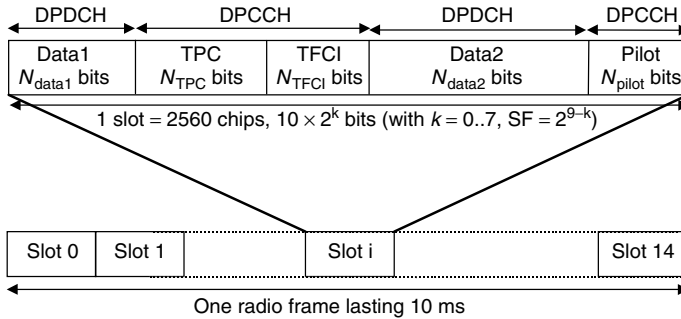 DPDCH DPCCH DPDCH DPCCH
Data1 TPC TFCI Data2 Pilot
N_data1 bits N_TPC bits N_TFCI bits N_data2 bits N_pilot bits
1 slot = 2560 chips, 10 × 2^k bits (with k = 0..7, SF = 2^9–k)
Slot 0 Slot 1 Slot i Slot 14
One radio frame lasting 10 ms